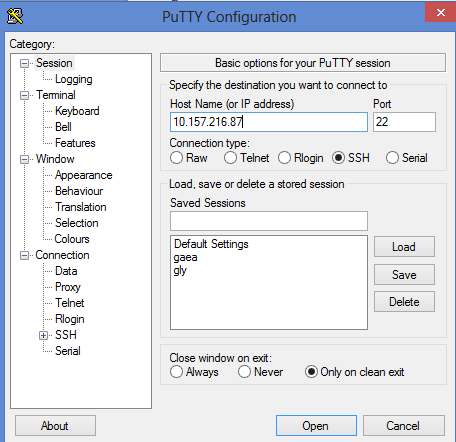 PuTTY Configuration
Category:
Session
Logging
Terminal
Keyboard
Bell
Features
Window
Appearance
Behaviour
Translation
Selection
Colours
Connection
Data
Proxy
Telnet
Rlogin
SSH
Serial
Basic options for your PuTTY session
Specify the destination you want to connect to
Host Name (or IP address) Port
10.157.216.87 22
Connection type:
Raw Telnet Rlogin SSH Serial
Load, save or delete a stored session
Saved Sessions
Default Settings
gaea
gly
Load
Save
Delete
Close window on exit:
Always Never Only on clean exit
About Open Cancel